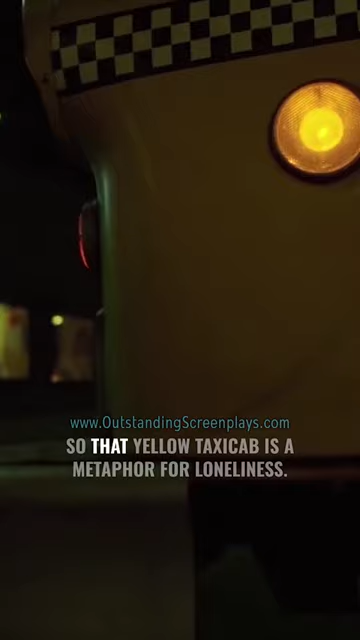 www.OutstandingScreenplays.com
SO THAT YELLOW TAXICAB IS A
METAPHOR FOR LONELINESS.